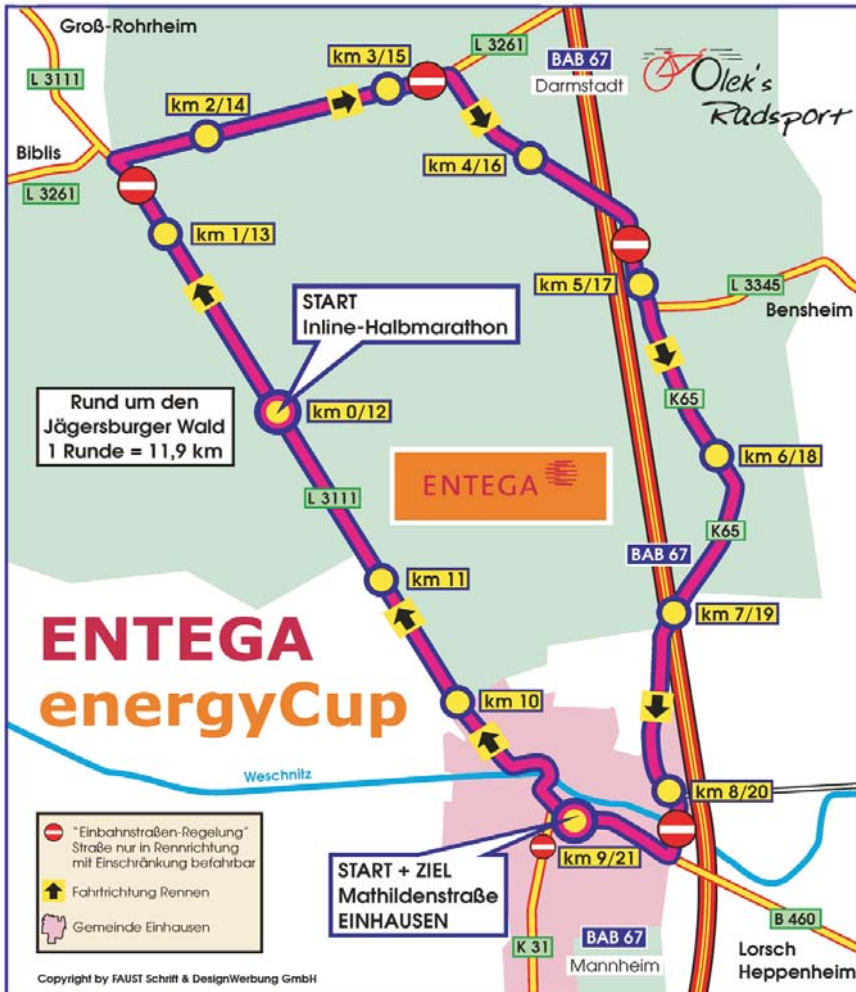 Groß-Rohrheim
L 3111
km 3/15
L 3261
BAB 67
Darmstadt
Olek's
Radsport
km 2/14
Biblis
L 3261
km 4/16
km 1/13
km 5/17
L 3345
Bensheim
START
Inline-Halbmarathon
K65
Rund um den
Jägersburger Wald
1 Runde = 11,9 km
km 0/12
km 6/18
ENTEGA
L 3111
K65
BAB 67
km 11
km 7/19
ENTEGA
energyCup
km 10
Weschnitz
km 8/20
"Einbahnstraßen-Regelung"
Straße nur in Rennrichtung
mit Einschränkung befahrbar
Fahrtrichtung Rennen
Gemeinde Einhausen
km 9/21
START + ZIEL
Mathildenstraße
EINHAUSEN
B 460
K 31
BAB 67
Mannheim
Lorsch
Heppenheim
Copyright by FAUST Schrift & DesignWerbung GmbH